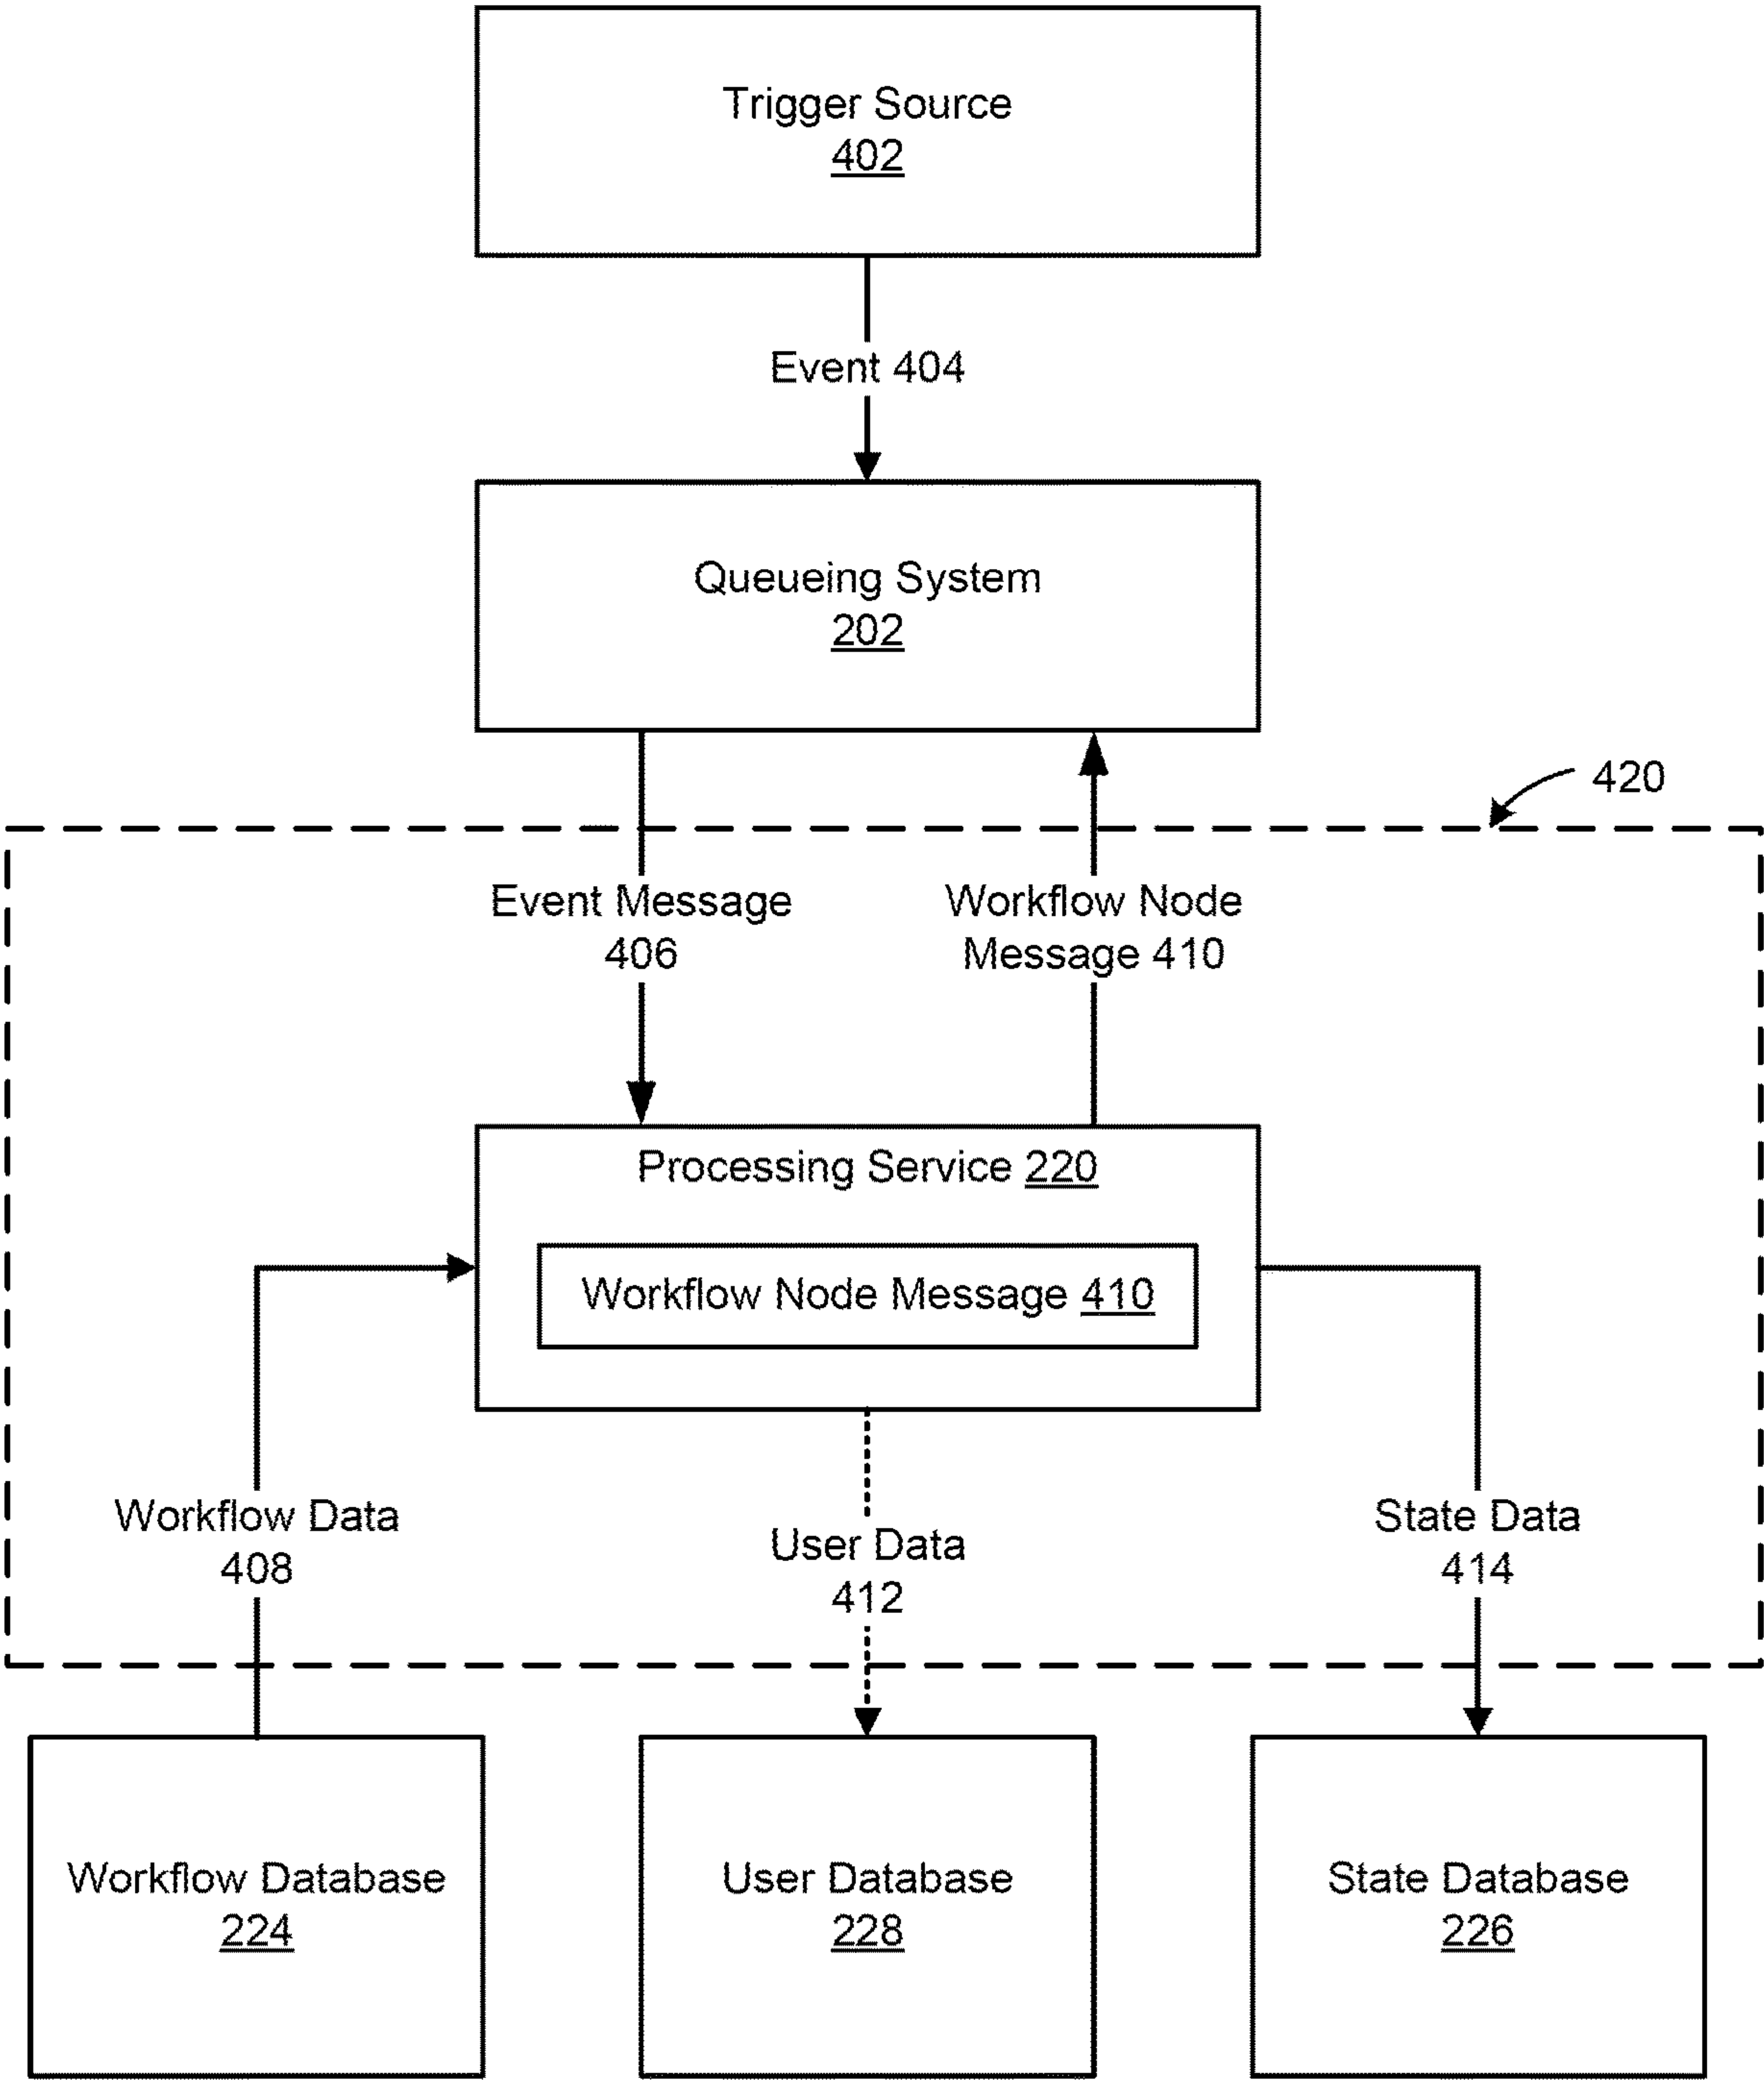 Trigger Source
402
Event 404
Queueing System
202
420
Event Message
406
Workflow Node
Message 410
Processing Service 220
Workflow Node Message 410
Workflow Data
408
User Data
412
State Data
414
Workflow Database
224
User Database
228
State Database
226